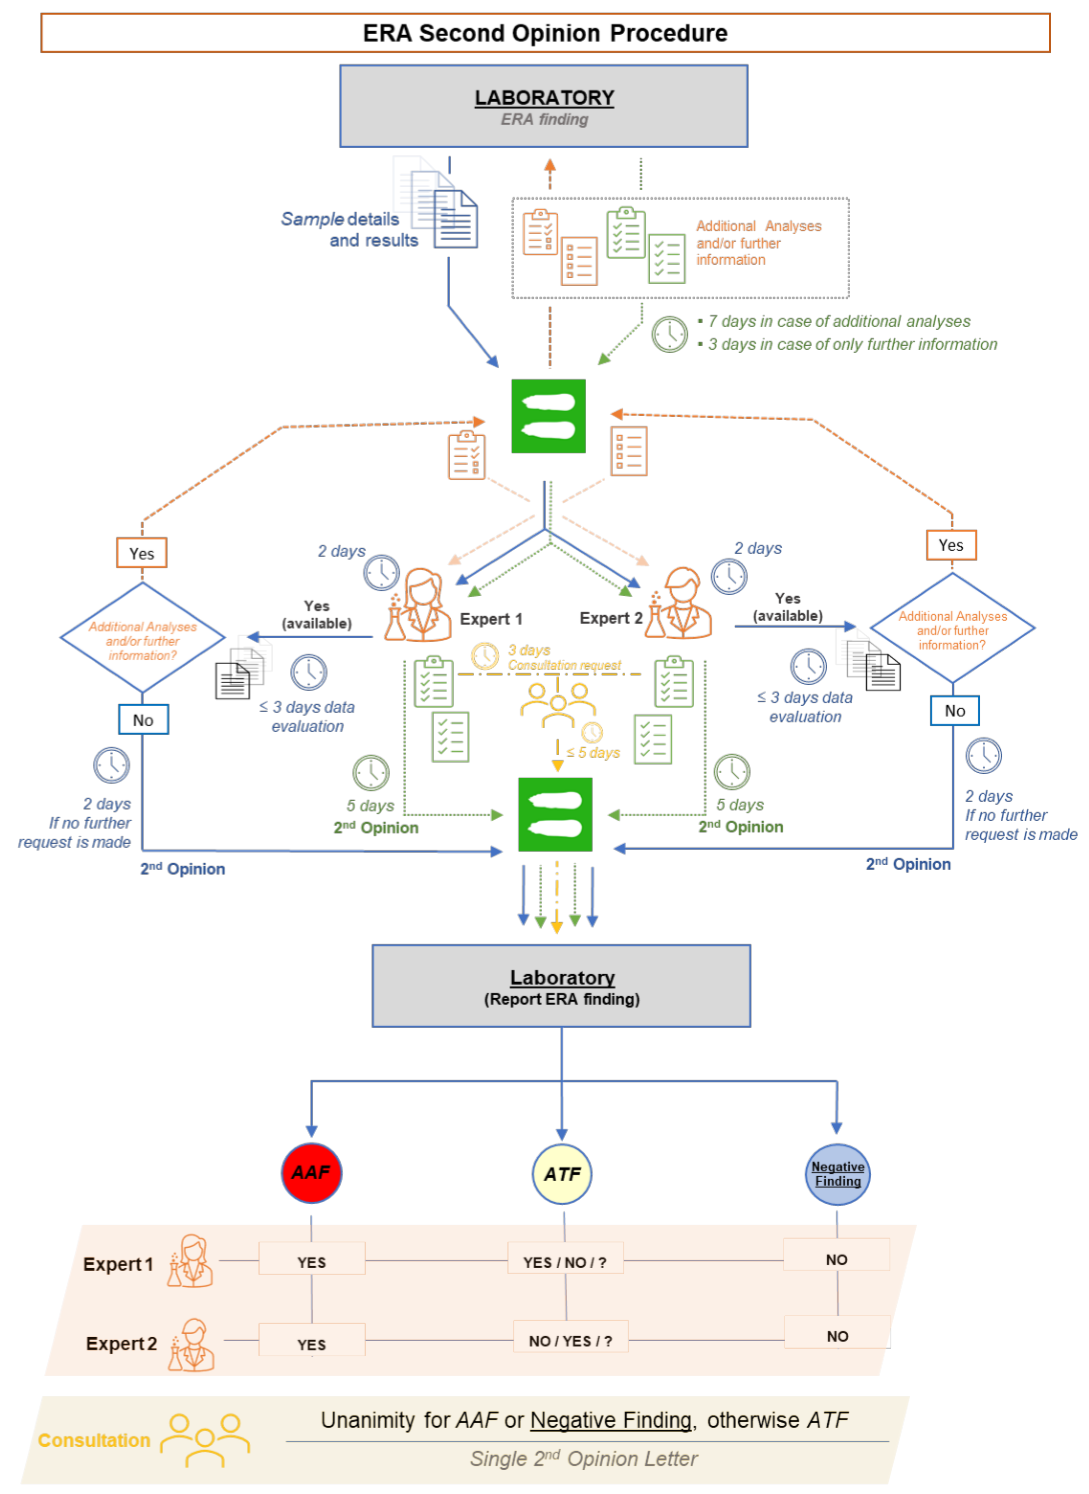 ERA Second Opinion Procedure
LABORATORY
ERA finding
Sample details
and results
Additional Analyses
and/or further
information
▪ 7 days in case of additional analyses
▪ 3 days in case of only further information
Yes
Yes
2 days
2 days
Additional Analyses
and/or further
information?
Yes
(available)
Expert 1
Expert 2
Yes
(available)
Additional Analyses
and/or further
information?
3 days
Consultation request
≤ 3 days data
evaluation
≤ 3 days data
evaluation
No
No
≤ 5 days
2 days
If no further
request is made
5 days
2nd Opinion
5 days
2nd Opinion
2 days
If no further
request is made
2nd Opinion
2nd Opinion
Laboratory
(Report ERA finding)
AAF
ATF
Negative
Finding
Expert 1
YES
YES / NO / ?
NO
Expert 2
YES
NO / YES / ?
NO
Consultation
Unanimity for AAF or Negative Finding, otherwise ATF
Single 2nd Opinion Letter